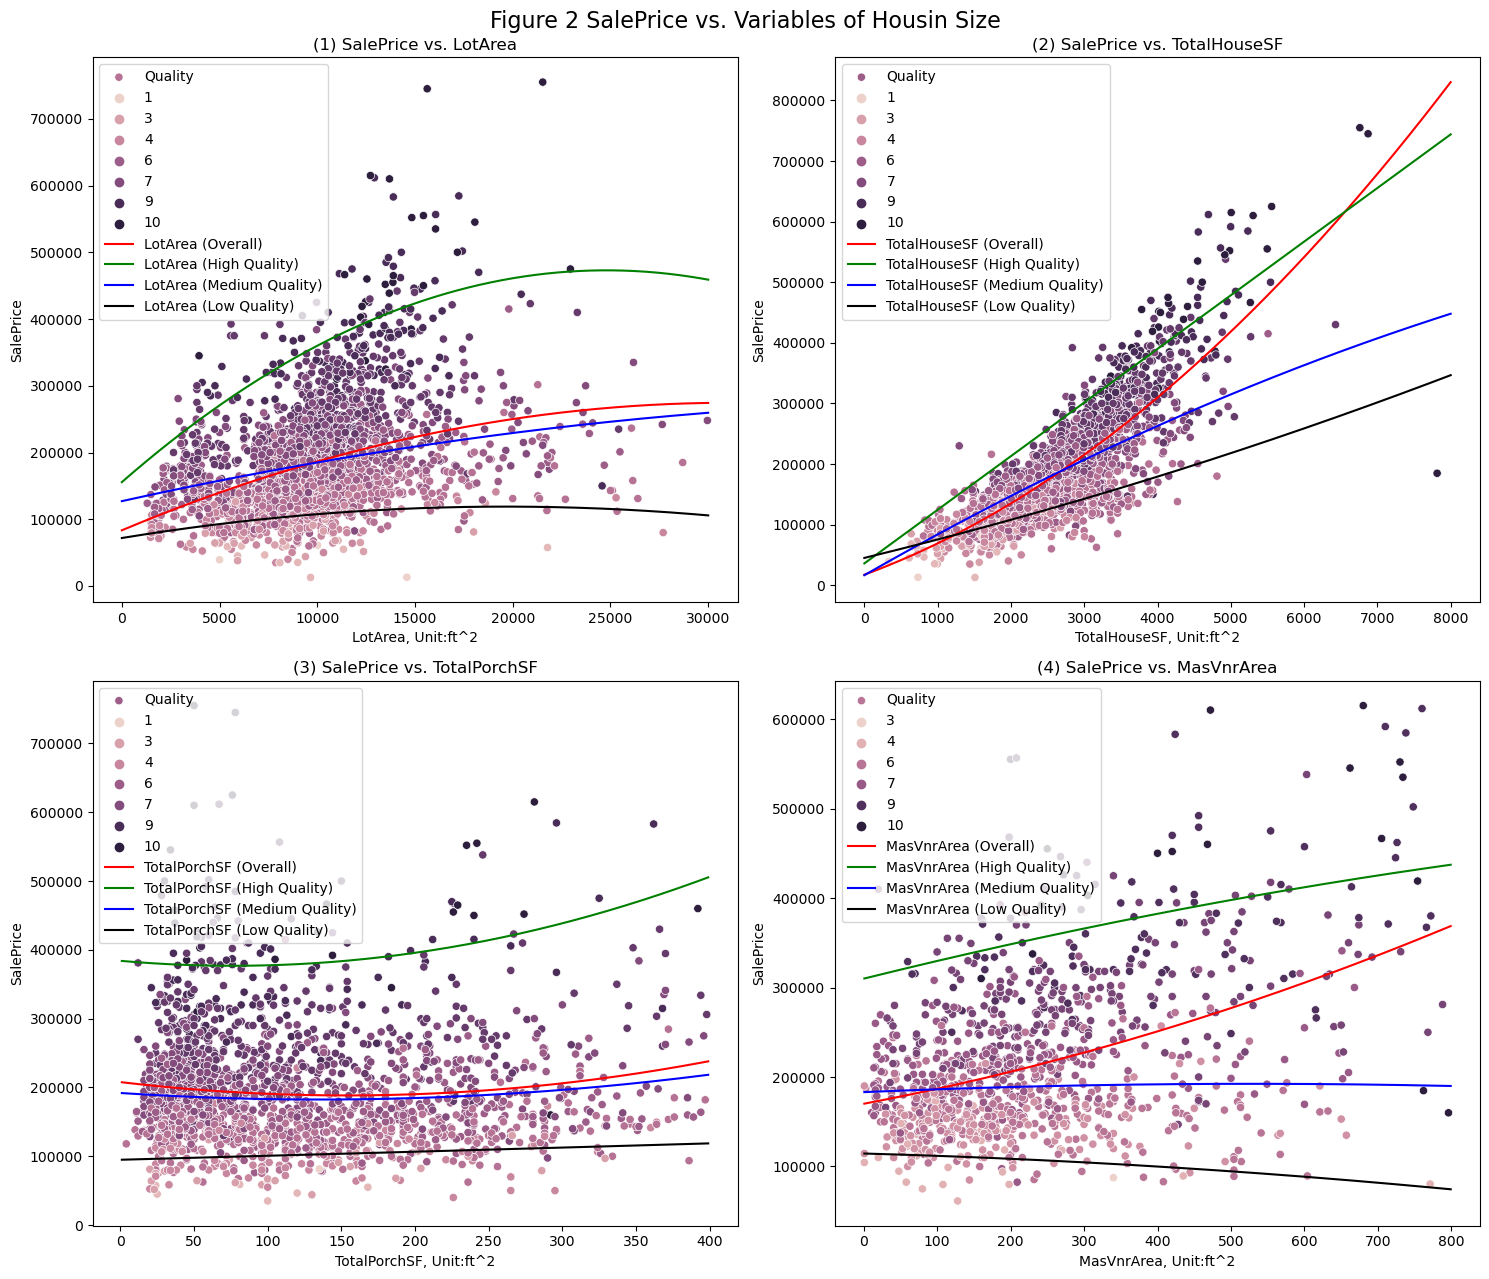 Figure 2 SalePrice vs. Variables of Housin Size
(1) SalePrice vs. LotArea
Quality
1
3
4
6
7
9
10
LotArea (Overall)
LotArea (High Quality)
LotArea (Medium Quality)
LotArea (Low Quality)
SalePrice
700000
600000
500000
400000
300000
200000
100000
0
0 5000 10000 15000 20000 25000 30000
LotArea, Unit:ft^2
(2) SalePrice vs. TotalHouseSF
Quality
1
3
4
6
7
9
10
TotalHouseSF (Overall)
TotalHouseSF (High Quality)
TotalHouseSF (Medium Quality)
TotalHouseSF (Low Quality)
SalePrice
800000
700000
600000
500000
400000
300000
200000
100000
0
0 1000 2000 3000 4000 5000 6000 7000 8000
TotalHouseSF, Unit:ft^2
(3) SalePrice vs. TotalPorchSF
Quality
1
3
4
6
7
9
10
TotalPorchSF (Overall)
TotalPorchSF (High Quality)
TotalPorchSF (Medium Quality)
TotalPorchSF (Low Quality)
SalePrice
700000
600000
500000
400000
300000
200000
100000
0
0 50 100 150 200 250 300 350 400
TotalPorchSF, Unit:ft^2
(4) SalePrice vs. MasVnrArea
Quality
3
4
6
7
9
10
MasVnrArea (Overall)
MasVnrArea (High Quality)
MasVnrArea (Medium Quality)
MasVnrArea (Low Quality)
SalePrice
600000
500000
400000
300000
200000
100000
0 100 200 300 400 500 600 700 800
MasVnrArea, Unit:ft^2